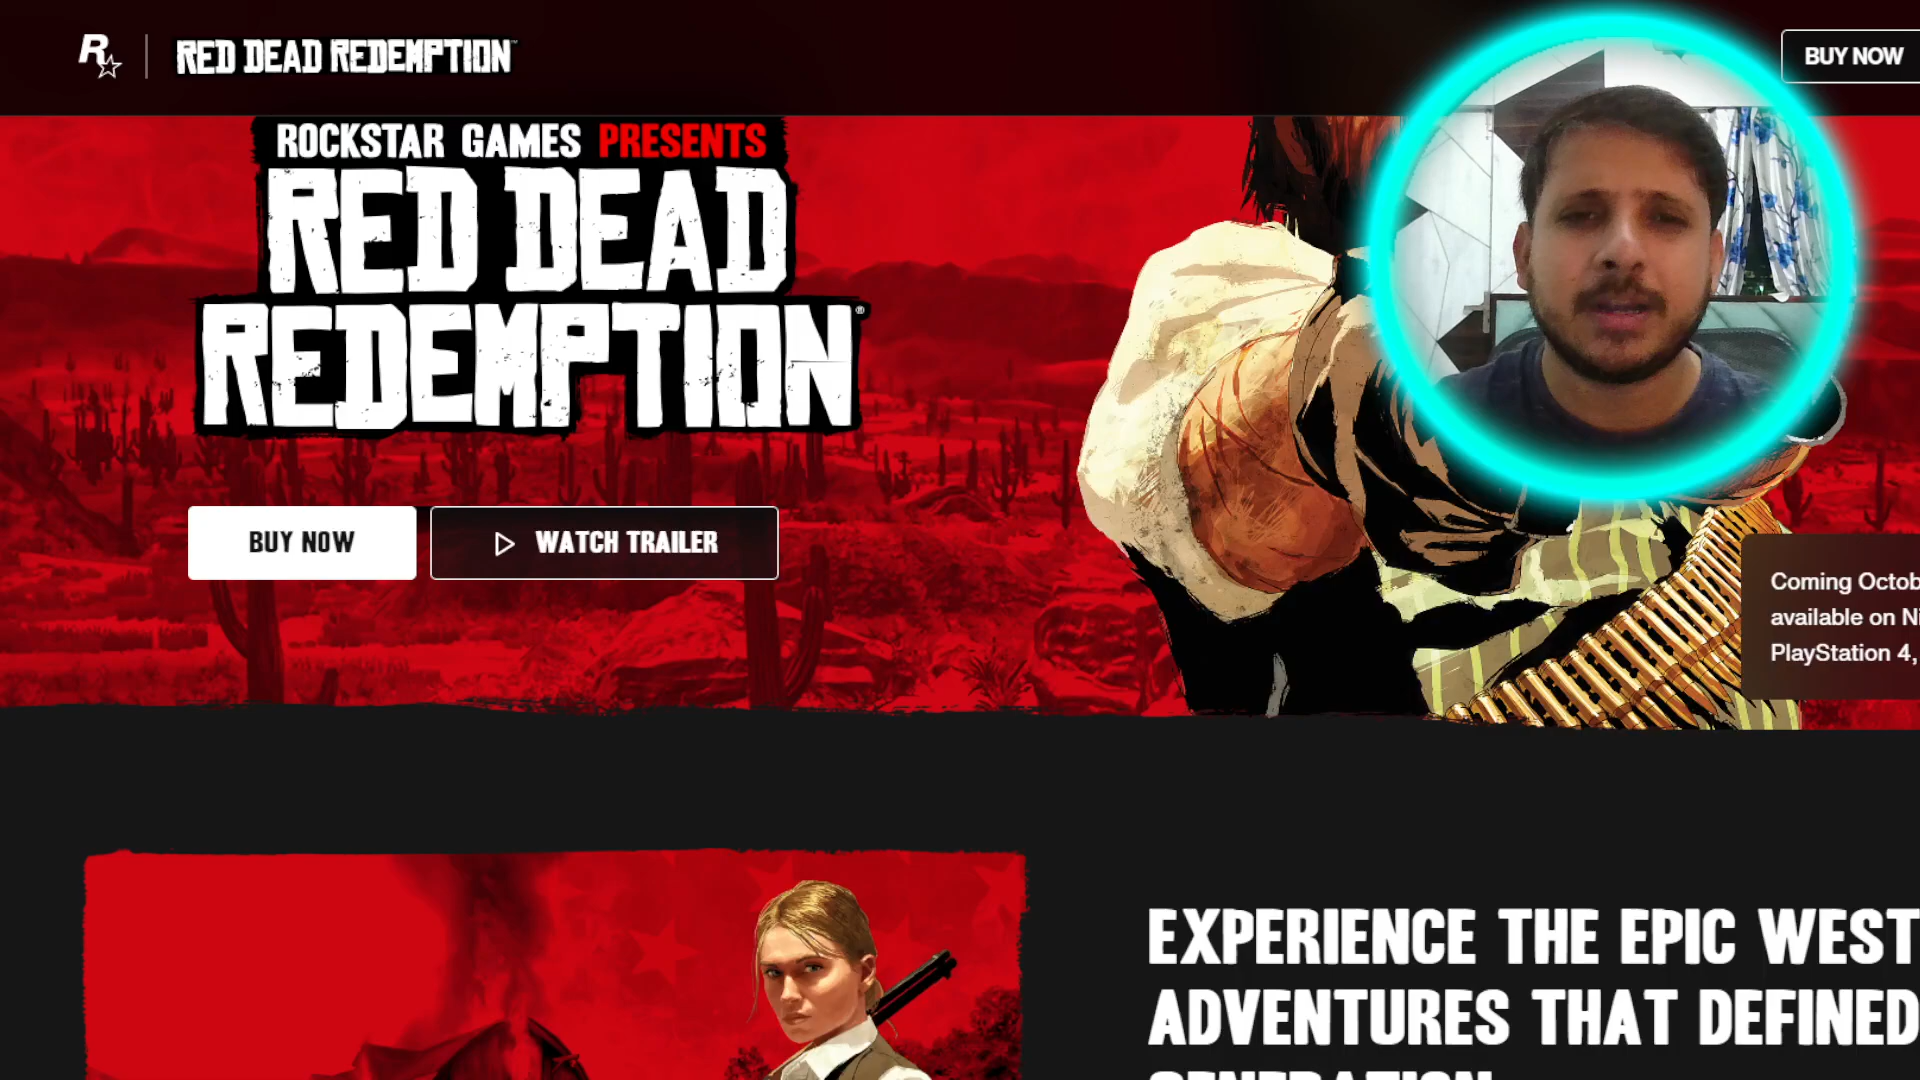 R
RED DEAD REDEMPTION
BUY NOW
ROCKSTAR GAMES PRESENTS
RED DEAD
REDEMPTION®
BUY NOW
WATCH TRAILER
Coming Octob
available on Ni
PlayStation 4,
EXPERIENCE THE EPIC WEST
ADVENTURES THAT DEFINED
GENERATION